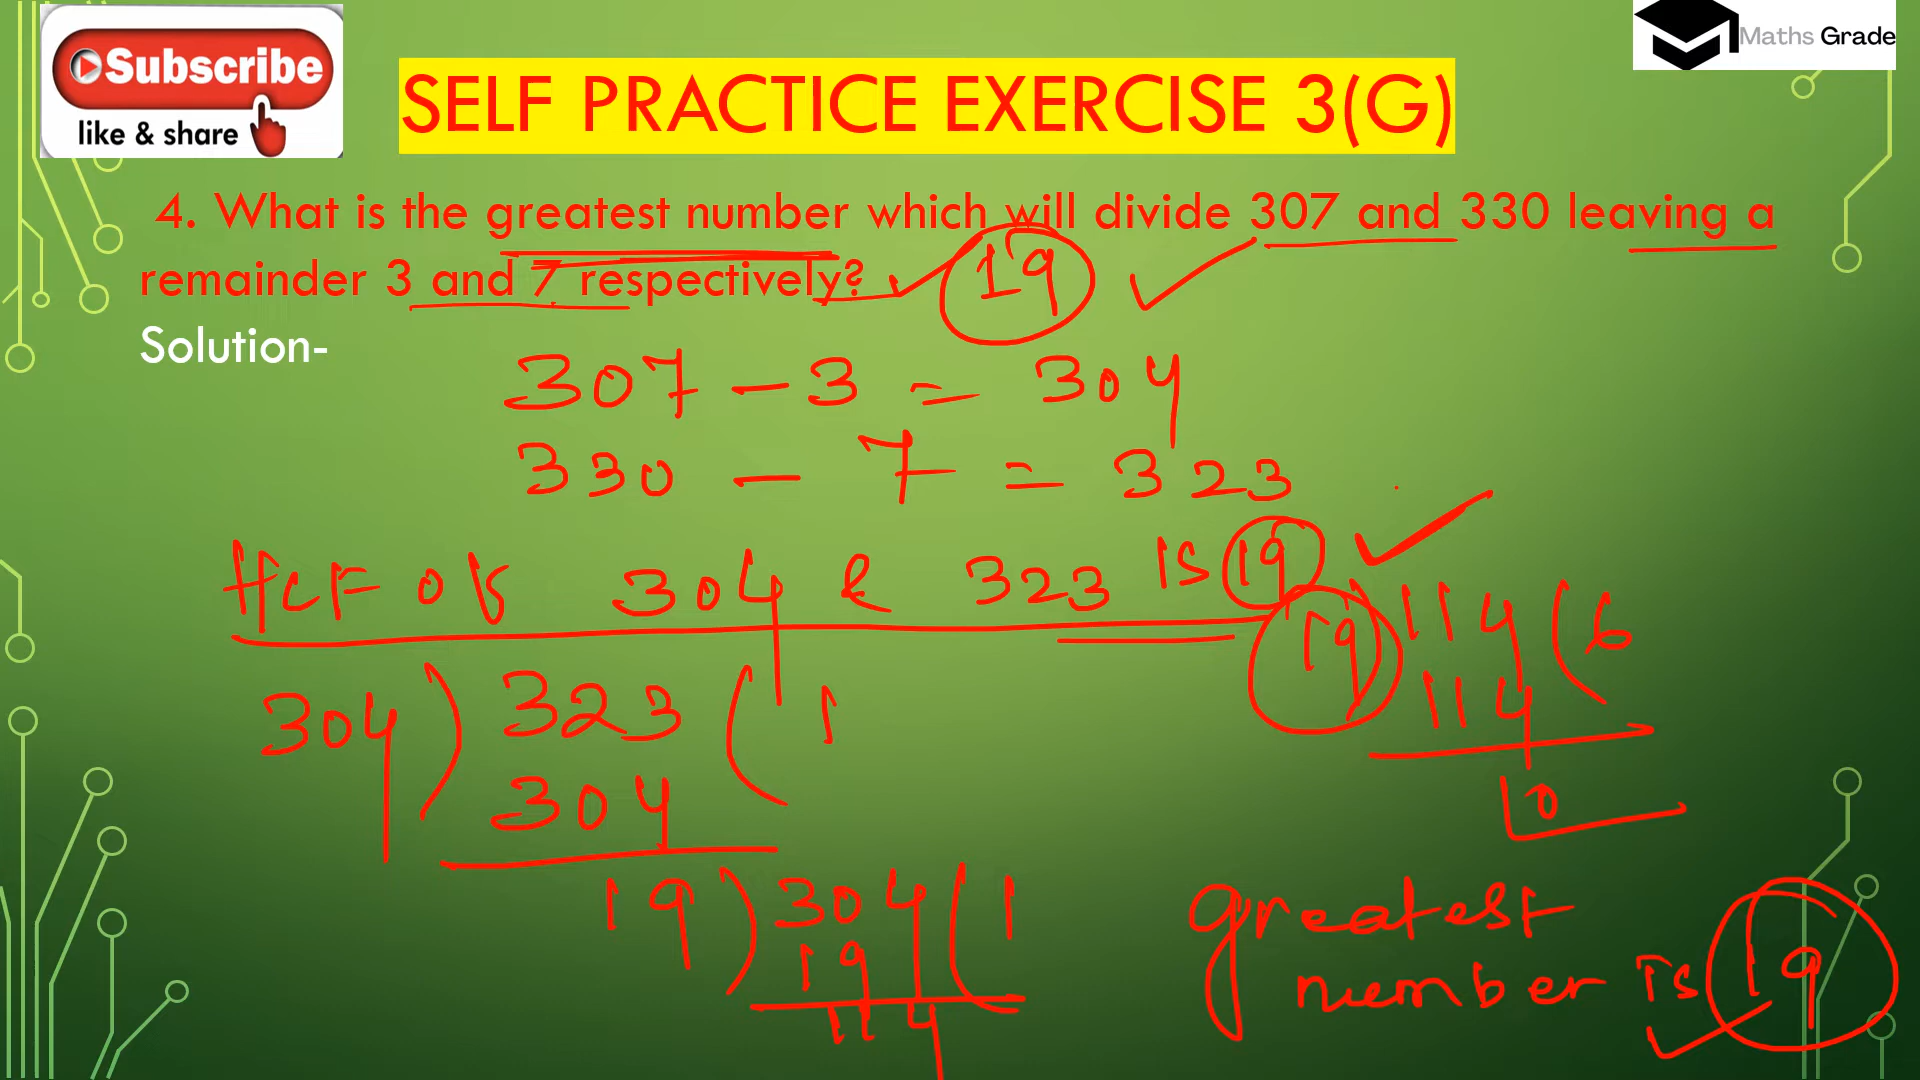 Subscribe
like & share
Maths Grade
SELF PRACTICE EXERCISE 3(G)
4. What is the greatest number which will divide 307 and 330 leaving a
remainder 3 and 7 respectively? 19
Solution-
307 - 3 = 304
330 - 7 = 323
HCF of 304 & 323 is 19
304 ) 323 ( 1
304
19 ) 304 ( 1
19
114
19 ) 114 ( 6
114
0
greatest
number is 19